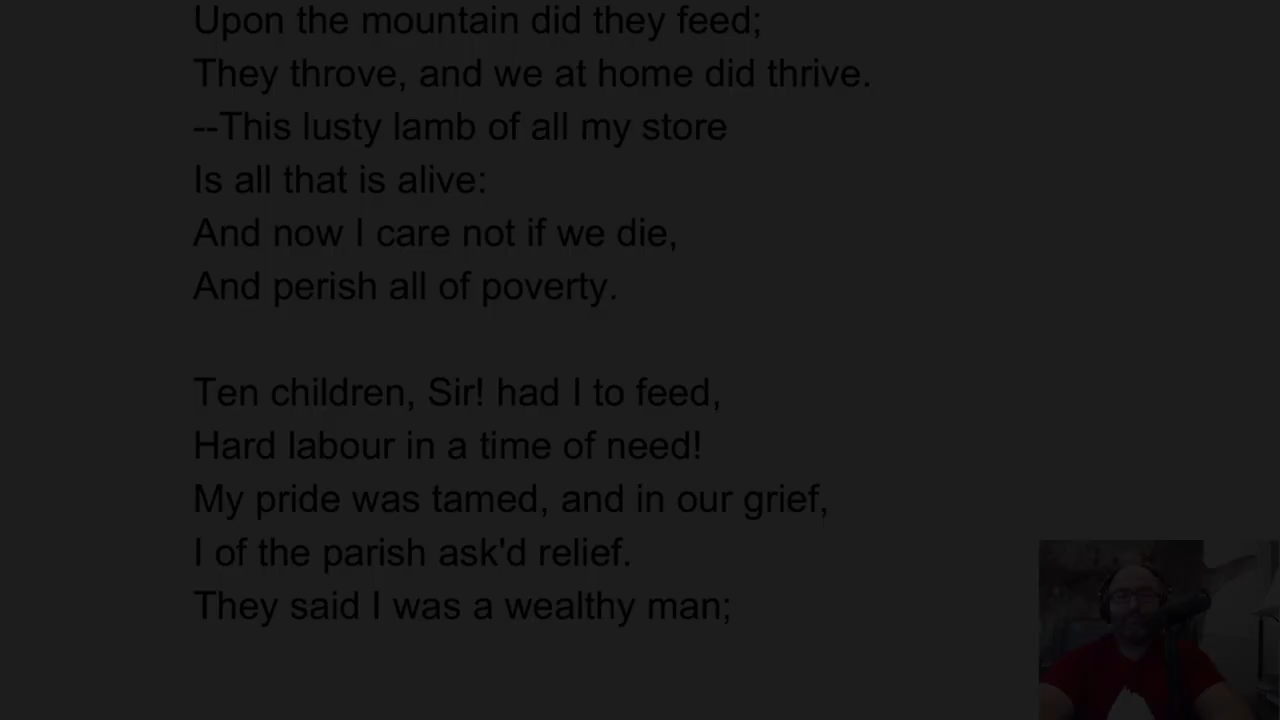 Upon the mountain did they feed;
They throve, and we at home did thrive.
--This lusty lamb of all my store
Is all that is alive:
And now I care not if we die,
And perish all of poverty.
Ten children, Sir! had I to feed,
Hard labour in a time of need!
My pride was tamed, and in our grief,
I of the parish ask'd relief.
They said I was a wealthy man;